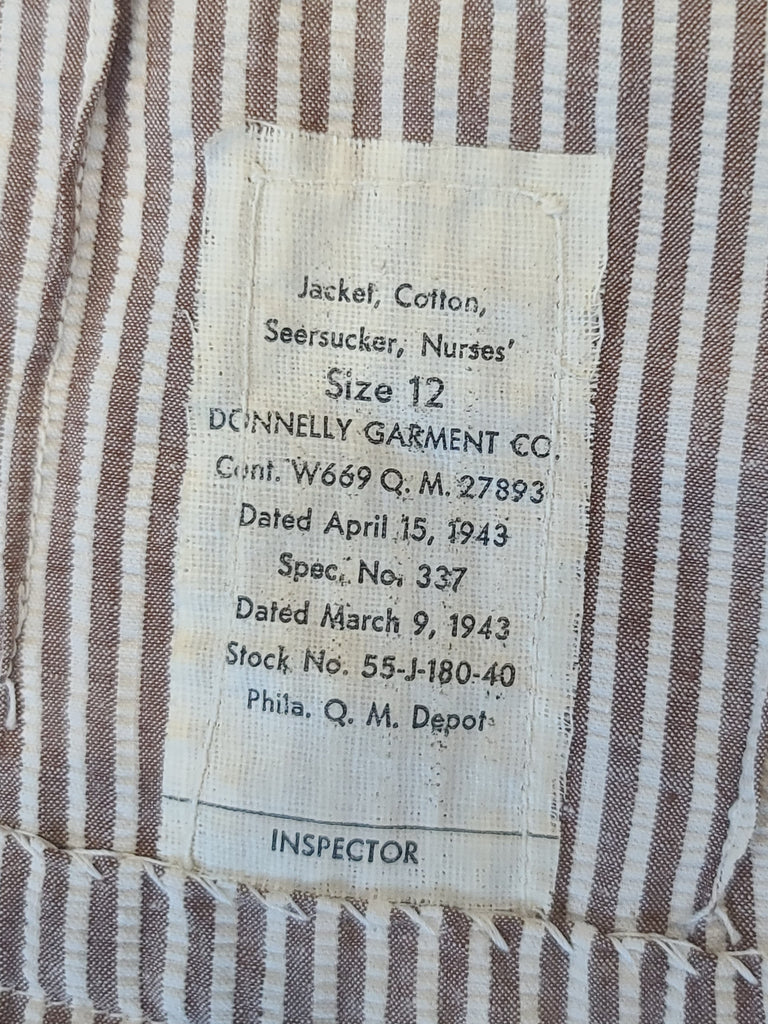 Jacket, Cotton,
Seersucker, Nurses'
Size 12
DONNELLY GARMENT CO.
Cont. W669 Q. M. 27893
Dated April 15, 1943
Spec. No. 337
Dated March 9, 1943
Stock No. 55-J-180-40
Phila. Q. M. Depot
INSPECTOR